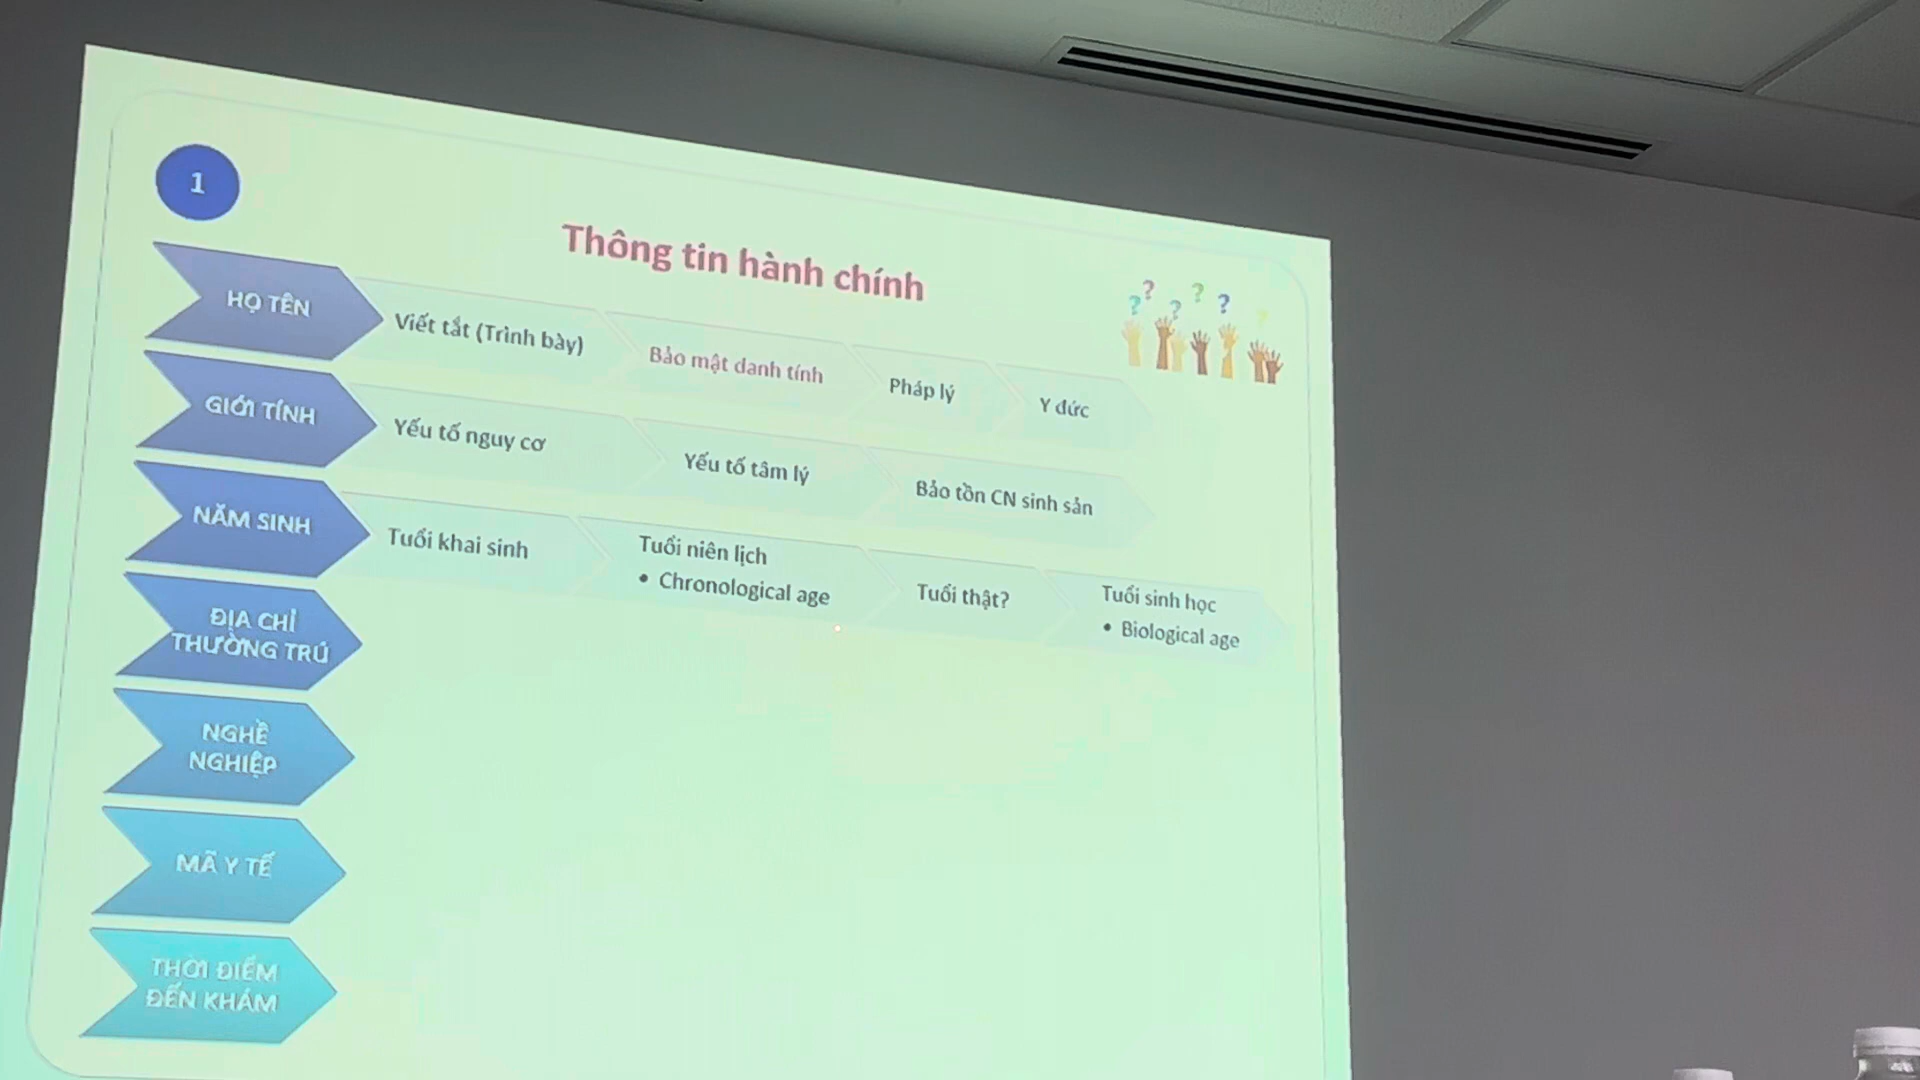 1
Thông tin hành chính
? ? ? ? ? ?
HỌ TÊN
Viết tắt (Trình bày)
Bảo mật danh tính
Pháp lý
Y đức
GIỚI TÍNH
Yếu tố nguy cơ
Yếu tố tâm lý
Bảo tồn CN sinh sản
NĂM SINH
Tuổi khai sinh
Tuổi niên lịch
• Chronological age
Tuổi thật?
Tuổi sinh học
• Biological age
ĐỊA CHỈ
THƯỜNG TRÚ
NGHỀ
NGHIỆP
MÃ Y TẾ
THỜI ĐIỂM
ĐẾN KHÁM